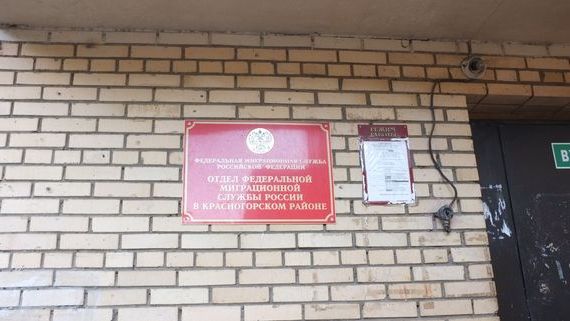 ФЕДЕРАЛЬНАЯ МИГРАЦИОННАЯ СЛУЖБА
РОССИЙСКОЙ ФЕДЕРАЦИИ
ОТДЕЛ ФЕДЕРАЛЬНОЙ
МИГРАЦИОННОЙ
СЛУЖБЫ РОССИИ
В КРАСНОГОРСКОМ РАЙОНЕ
РЕЖИМ
РАБОТЫ